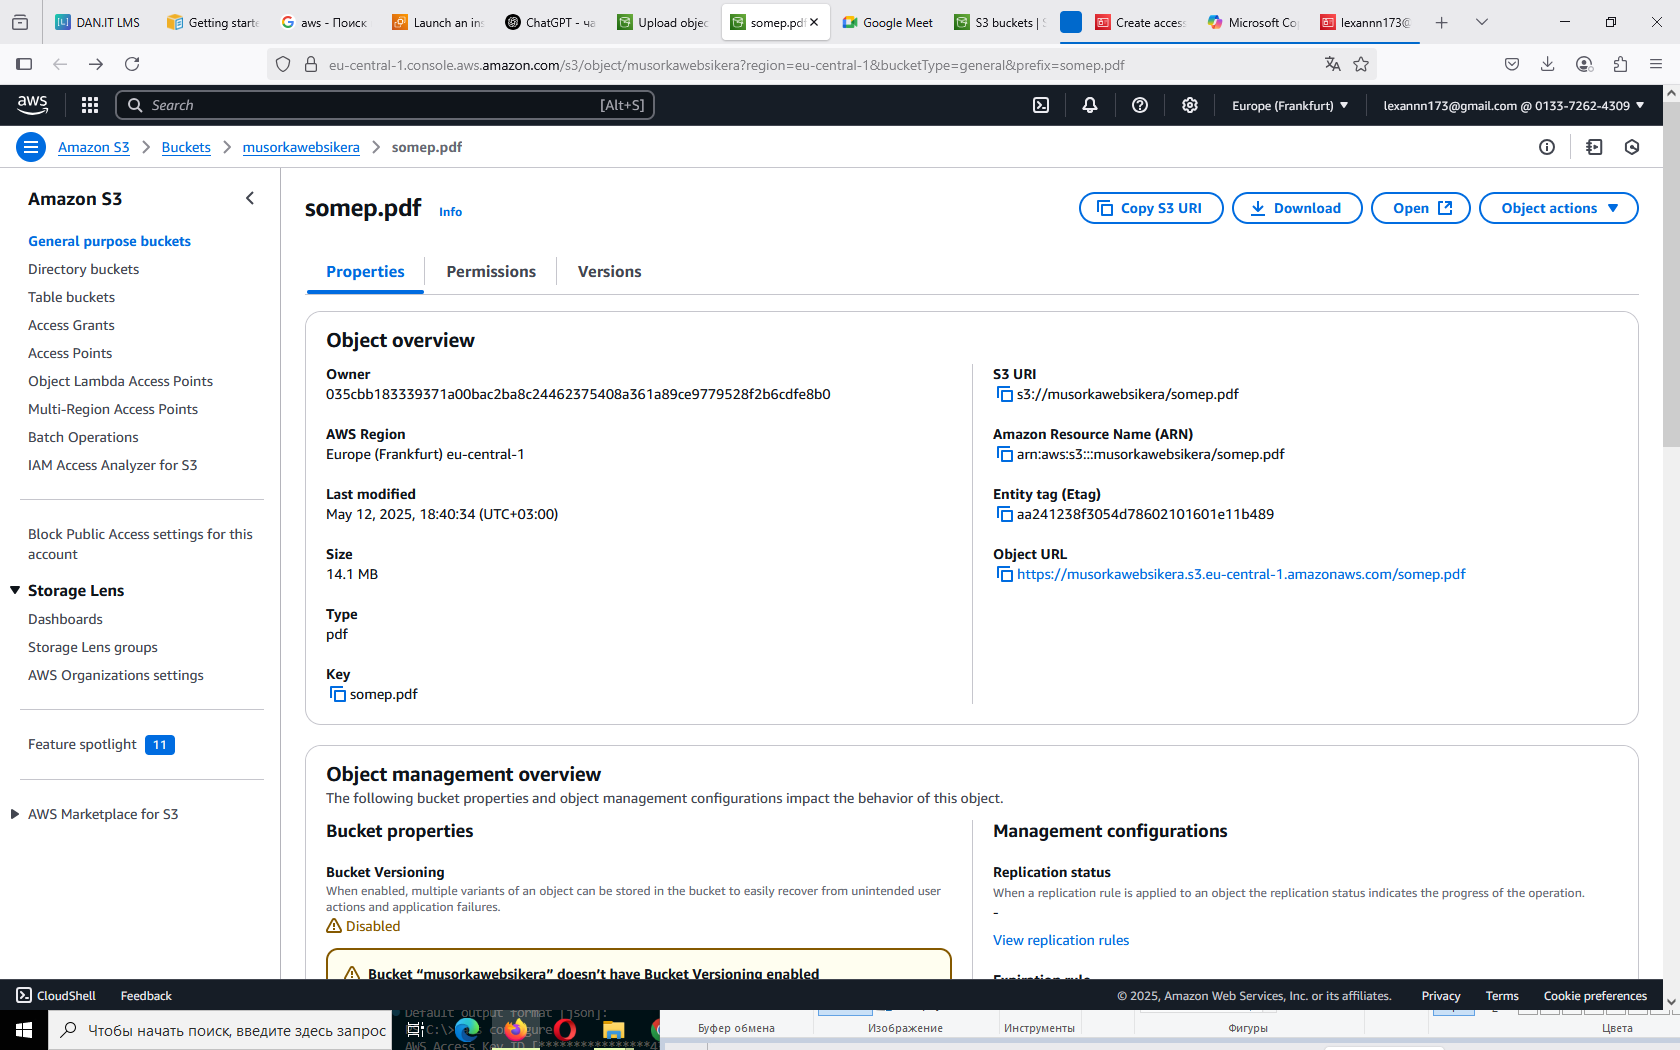 DAN.IT LMS
Getting starte
aws - Поиск
Launch an ins
ChatGPT - ча
Upload objec
somep.pdf
Google Meet
S3 buckets | S
Create access
Microsoft Co
lexannn173@
eu-central-1.console.aws.amazon.com/s3/object/musorkawebsikera?region=eu-central-1&bucketType=general&prefix=somep.pdf
aws
Search
[Alt+S]
Europe (Frankfurt)
lexannn173@gmail.com @ 0133-7262-4309
Amazon S3
Buckets
musorkawebsikera
somep.pdf
Amazon S3
General purpose buckets
Directory buckets
Table buckets
Access Grants
Access Points
Object Lambda Access Points
Multi-Region Access Points
Batch Operations
IAM Access Analyzer for S3
Block Public Access settings for this
account
Storage Lens
Dashboards
Storage Lens groups
AWS Organizations settings
Feature spotlight 11
AWS Marketplace for S3
somep.pdf
Info
Copy S3 URI
Download
Open
Object actions
Properties
Permissions
Versions
Object overview
Owner
035cbb183339371a00bac2ba8c24462375408a361a89ce9779528f2b6cdfe8b0
AWS Region
Europe (Frankfurt) eu-central-1
Last modified
May 12, 2025, 18:40:34 (UTC+03:00)
Size
14.1 MB
Type
pdf
Key
somep.pdf
S3 URI
s3://musorkawebsikera/somep.pdf
Amazon Resource Name (ARN)
arn:aws:s3:::musorkawebsikera/somep.pdf
Entity tag (Etag)
aa241238f3054d78602101601e11b489
Object URL
https://musorkawebsikera.s3.eu-central-1.amazonaws.com/somep.pdf
Object management overview
The following bucket properties and object management configurations impact the behavior of this object.
Bucket properties
Bucket Versioning
When enabled, multiple variants of an object can be stored in the bucket to easily recover from unintended user
actions and application failures.
Disabled
Bucket “musorkawebsikera” doesn’t have Bucket Versioning enabled
Management configurations
Replication status
When a replication rule is applied to an object the replication status indicates the progress of the operation.
-
View replication rules
Expiration rule
CloudShell
Feedback
© 2025, Amazon Web Services, Inc. or its affiliates.
Privacy
Terms
Cookie preferences
Чтобы начать поиск, введите здесь запрос
Default output format [json]:
C:\>
configure
AWS Access Key ID [****************4
Буфер обмена
Изображение
Инструменты
Фигуры
Цвета